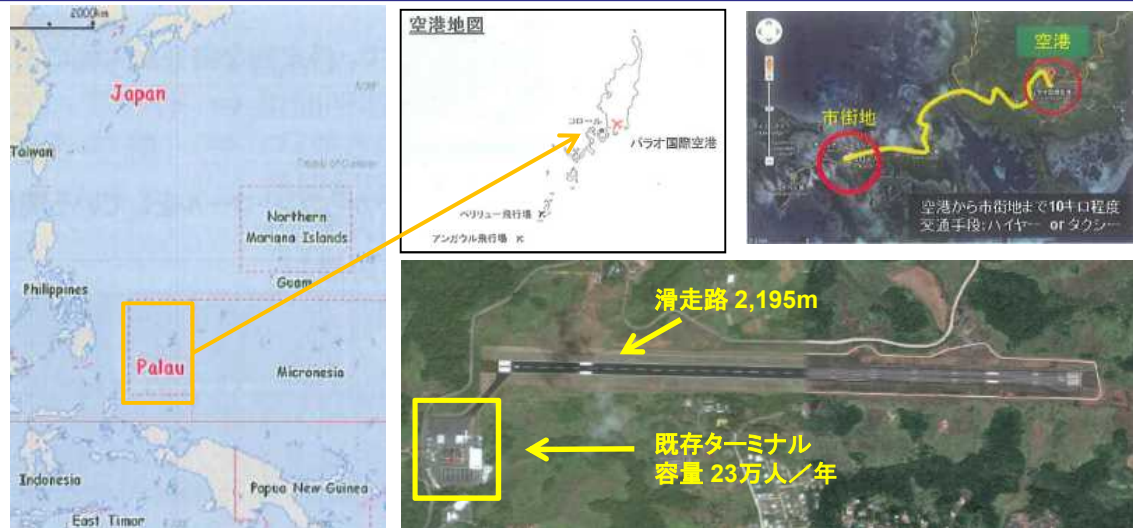 2000km
Japan
Taiwan
Northern
Mariana Islands
Guam
Philippines
Palau
Micronesia
Indonesia
Papua New Guinea
East Timor
空港地図
コロール
パラオ国際空港
ペリリュー飛行場
アンガウル飛行場
空港
市街地
空港から市街地まで10キロ程度
交通手段:ハイヤー or タクシー
滑走路 2,195m
既存ターミナル
容量 23万人/年